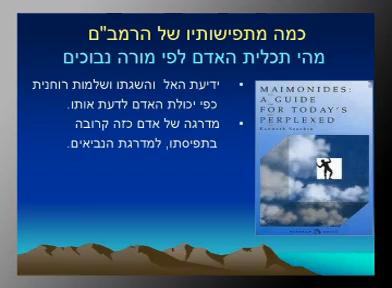 כמה מתפישותיו של הרמב"ם
מהי תכלית האדם לפי מורה נבוכים
• ידיעת האל והשגתו ושלמות רוחנית
כפי יכולת האדם לדעת אותו.
• מדרגה של אדם כזה קרובה
בתפיסתו, למדרגת הנביאים.
MAIMONIDES:
A GUIDE
FOR TODAY'S
PERPLEXED
Kenneth Seeskin